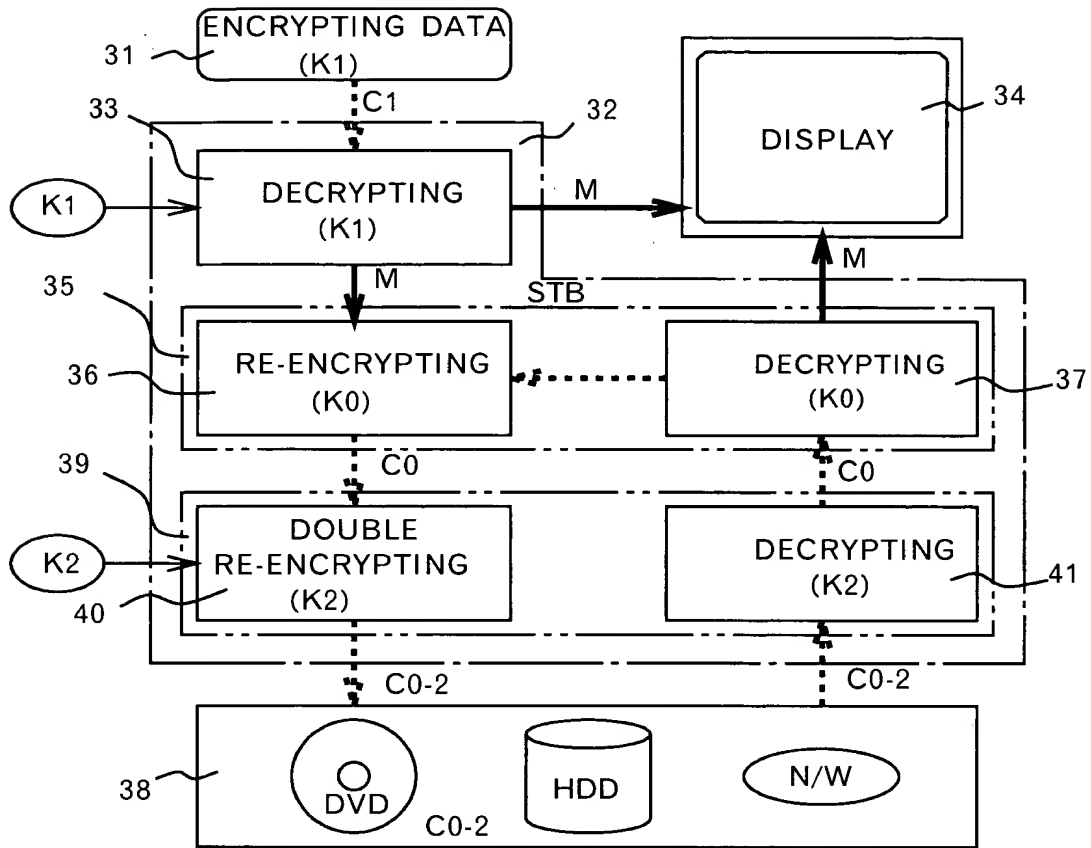 ENCRYPTING DATA
(K1)
31
C1
33
32
34
DISPLAY
DECRYPTING
(K1)
K1
M
M
M
STB
35
36
RE-ENCRYPTING
(K0)
DECRYPTING
(K0)
37
C0
C0
39
K2
40
DOUBLE
RE-ENCRYPTING
(K2)
DECRYPTING
(K2)
41
C0-2
C0-2
38
DVD
HDD
N/W
C0-2